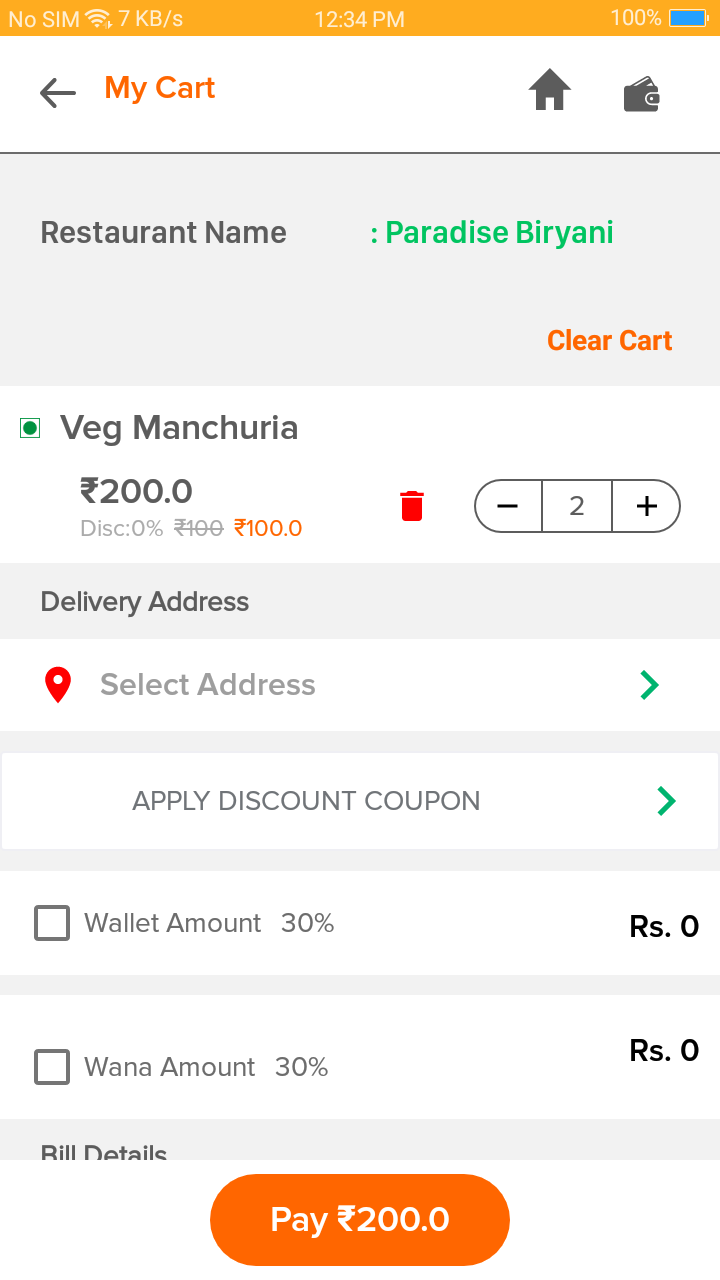 No SIM 7 KB/s 12:34 PM 100%
My Cart
Restaurant Name : Paradise Biryani
Clear Cart
Veg Manchuria
₹200.0
Disc:0% ₹100 ₹100.0
2
Delivery Address
Select Address
APPLY DISCOUNT COUPON
Wallet Amount 30% Rs. 0
Wana Amount 30% Rs. 0
Bill Details
Pay ₹200.0